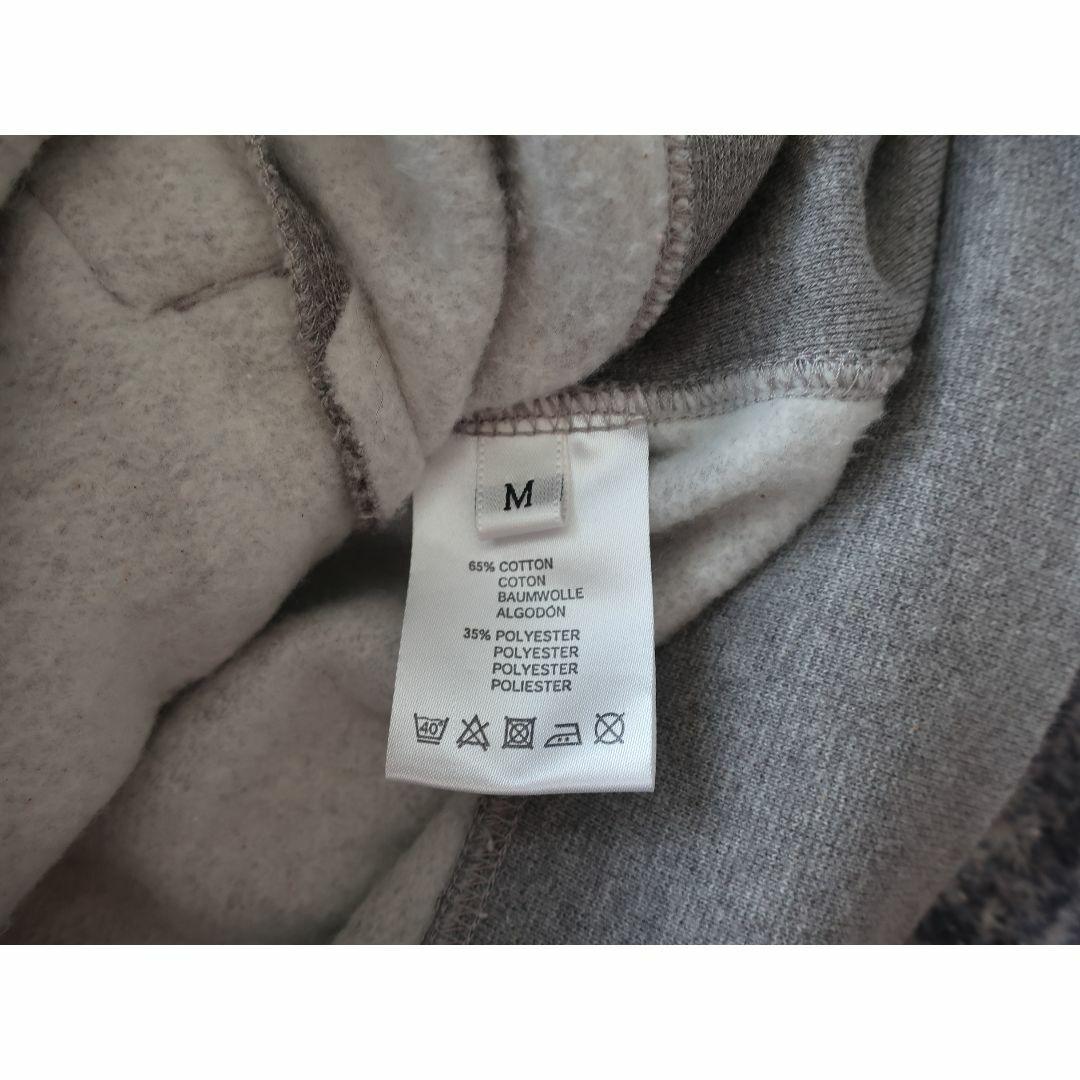 M
65% COTTON
COTON
BAUMWOLLE
ALGODÓN
35% POLYESTER
POLYESTER
POLYESTER
POLIESTER
40°